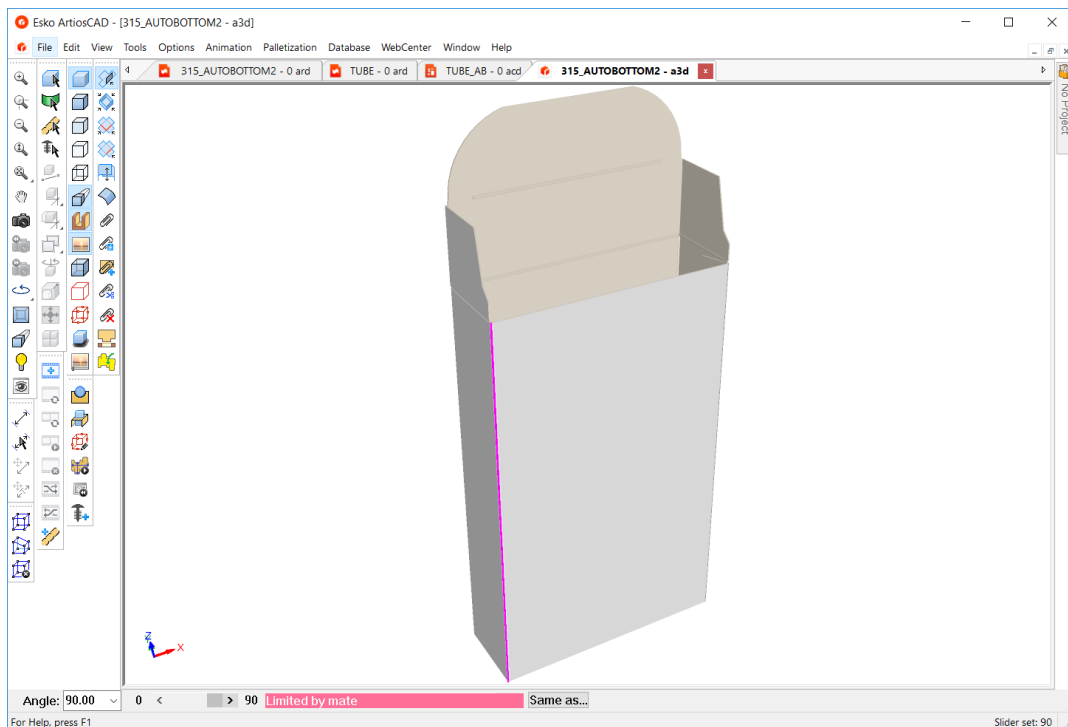 Esko ArtiosCAD - [315_AUTOBOTTOM2 - a3d]
File Edit View Tools Options Animation Palletization Database WebCenter Window Help
315_AUTOBOTTOM2 - 0 ard TUBE - 0 ard TUBE_AB - 0 acd 315_AUTOBOTTOM2 - a3d x
No Project
Z
X
Angle: 90.00 0 < > 90 Limited by mate Same as...
For Help, press F1 Slider set: 90